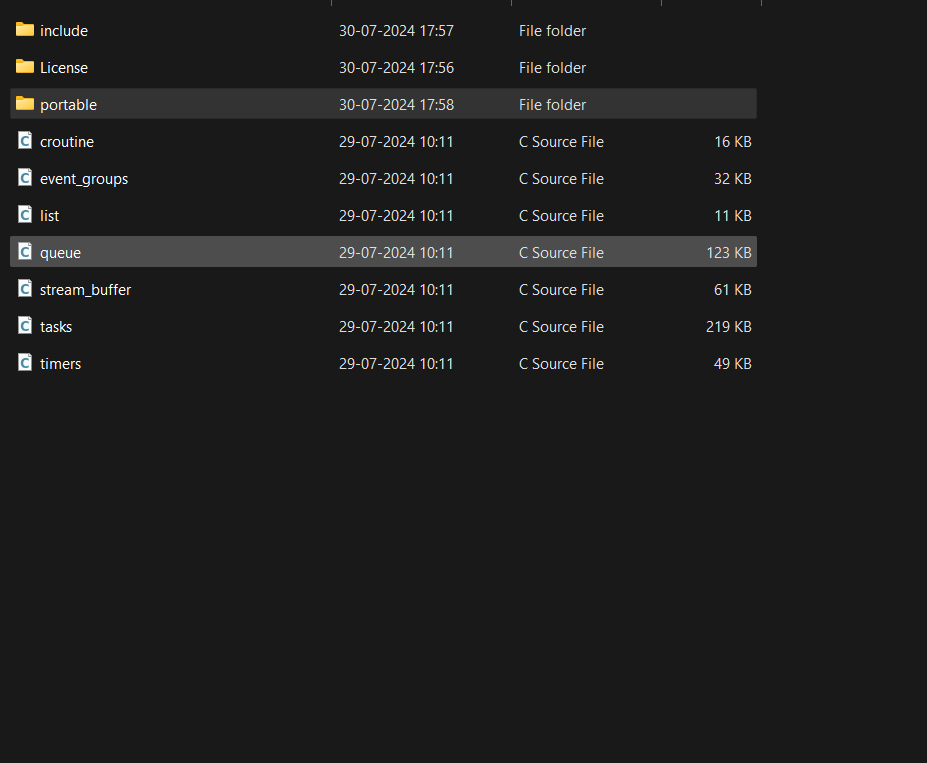 include 30-07-2024 17:57 File folder
License 30-07-2024 17:56 File folder
portable 30-07-2024 17:58 File folder
croutine 29-07-2024 10:11 C Source File 16 KB
event_groups 29-07-2024 10:11 C Source File 32 KB
list 29-07-2024 10:11 C Source File 11 KB
queue 29-07-2024 10:11 C Source File 123 KB
stream_buffer 29-07-2024 10:11 C Source File 61 KB
tasks 29-07-2024 10:11 C Source File 219 KB
timers 29-07-2024 10:11 C Source File 49 KB